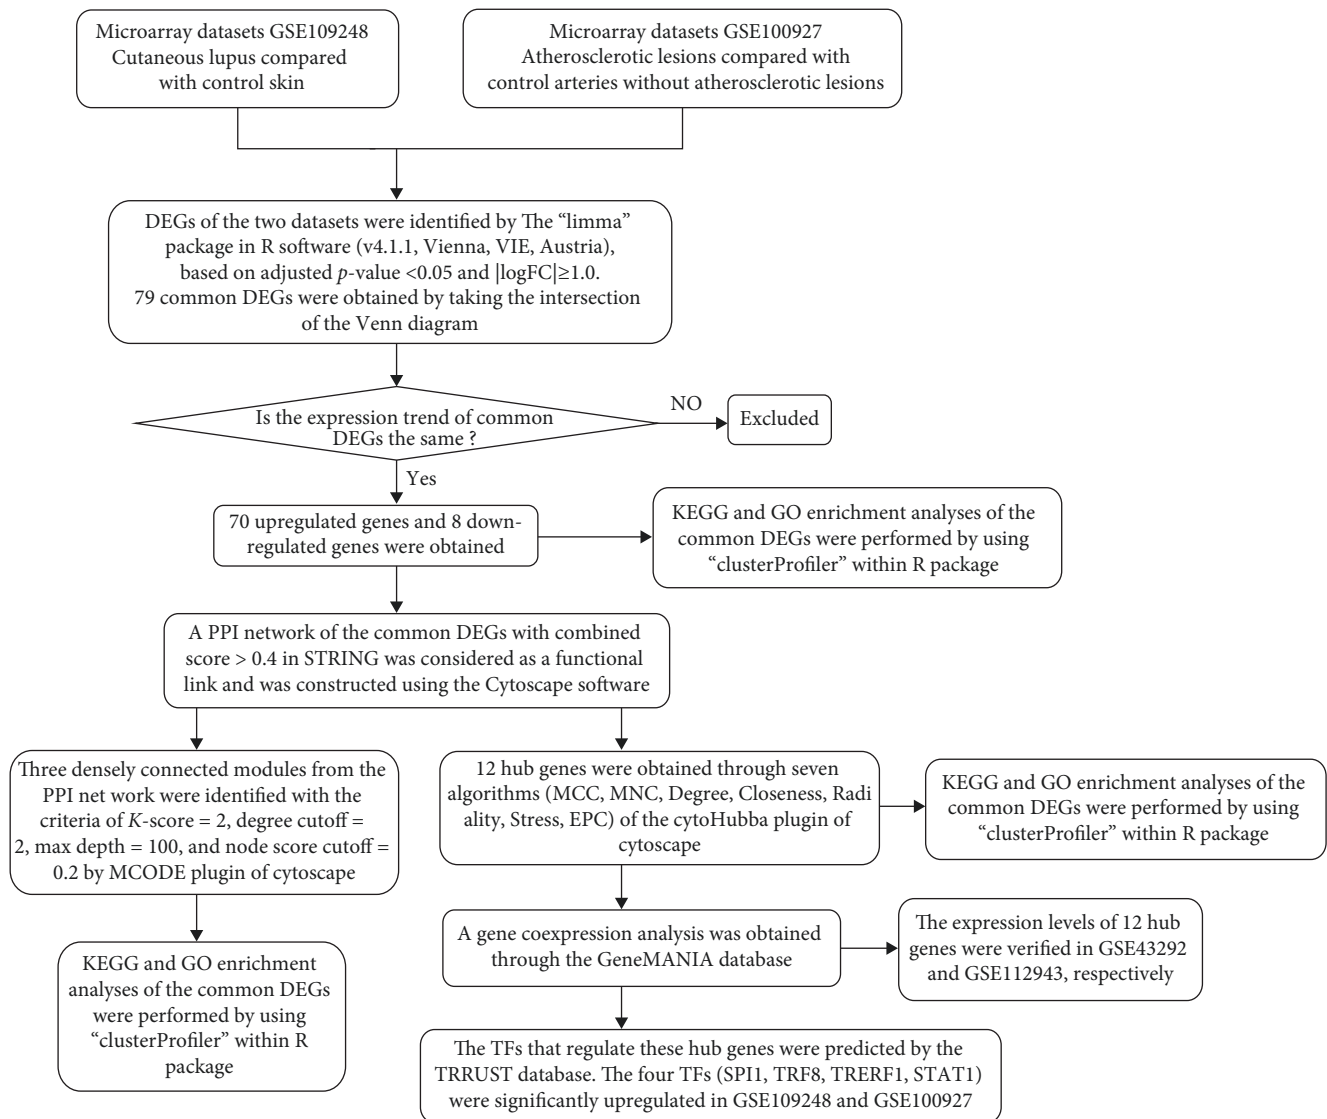 Microarray datasets GSE109248
Cutaneous lupus compared
with control skin
Microarray datasets GSE100927
Atherosclerotic lesions compared with
control arteries without atherosclerotic lesions
DEGs of the two datasets were identified by The “limma”
package in R software (v4.1.1, Vienna, VIE, Austria),
based on adjusted p-value <0.05 and |logFC|≥1.0.
79 common DEGs were obtained by taking the intersection
of the Venn diagram
Is the expression trend of common
DEGs the same ?
NO
Excluded
Yes
70 upregulated genes and 8 down-
regulated genes were obtained
KEGG and GO enrichment analyses of the
common DEGs were performed by using
“clusterProfiler” within R package
A PPI network of the common DEGs with combined
score > 0.4 in STRING was considered as a functional
link and was constructed using the Cytoscape software
Three densely connected modules from the
PPI net work were identified with the
criteria of K-score = 2, degree cutoff =
2, max depth = 100, and node score cutoff =
0.2 by MCODE plugin of cytoscape
12 hub genes were obtained through seven
algorithms (MCC, MNC, Degree, Closeness, Radi
ality, Stress, EPC) of the cytoHubba plugin of
cytoscape
KEGG and GO enrichment analyses of the
common DEGs were performed by using
“clusterProfiler” within R package
KEGG and GO enrichment
analyses of the common DEGs
were performed by using
“clusterProfiler” within R
package
A gene coexpression analysis was obtained
through the GeneMANIA database
The expression levels of 12 hub
genes were verified in GSE43292
and GSE112943, respectively
The TFs that regulate these hub genes were predicted by the
TRRUST database. The four TFs (SPI1, TRF8, TRERF1, STAT1)
were significantly upregulated in GSE109248 and GSE100927